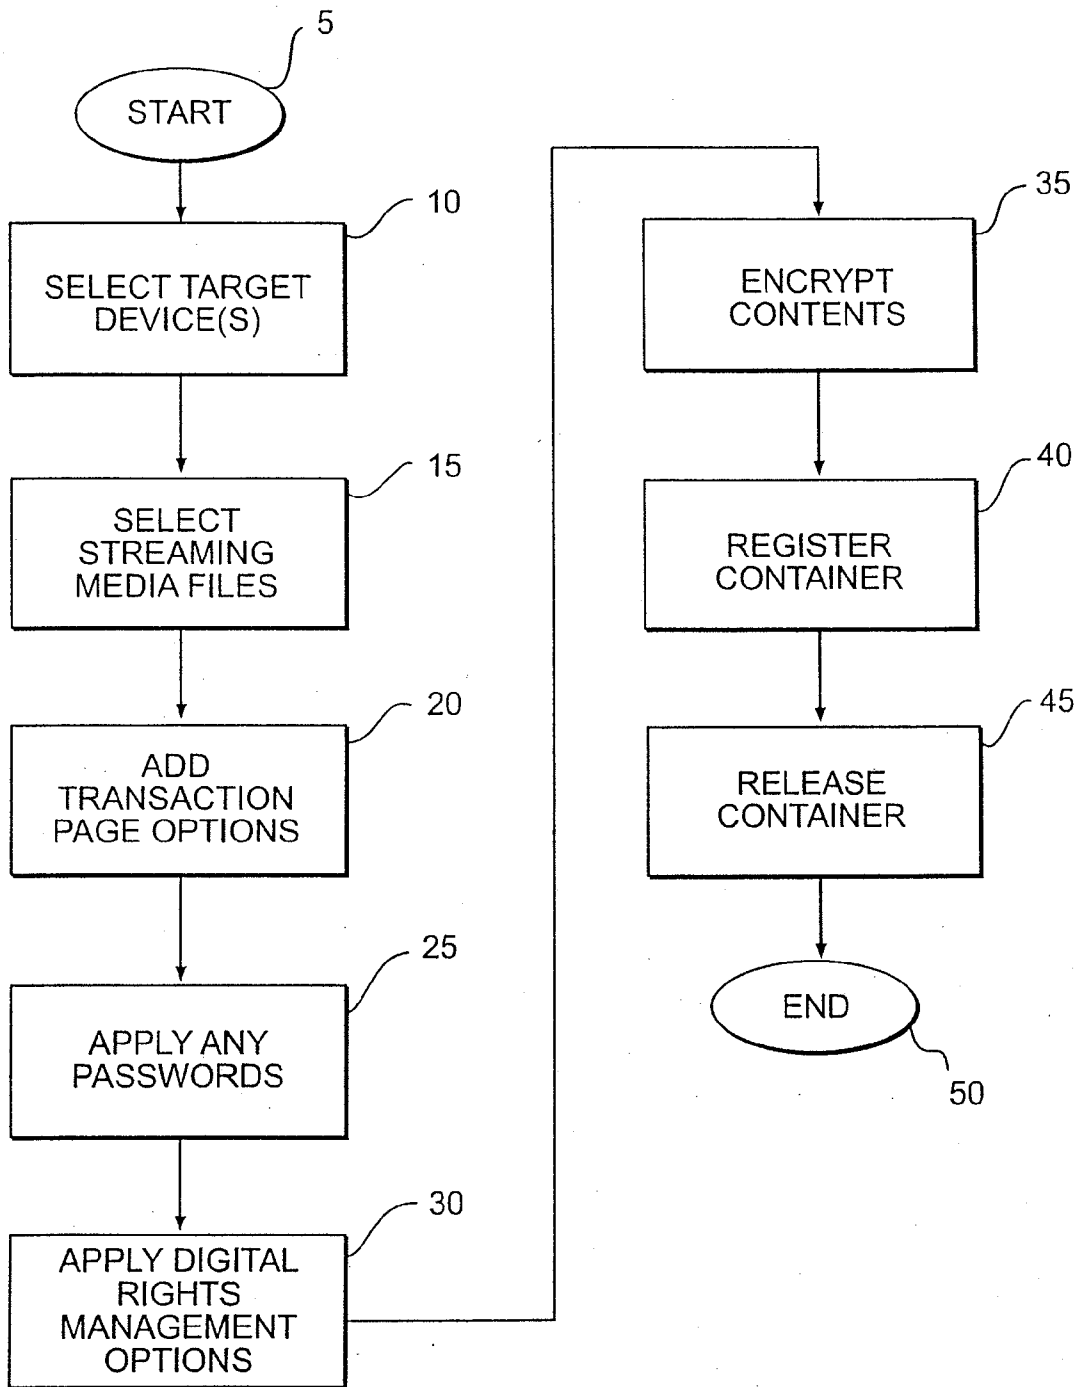 5
START
10
SELECT TARGET
DEVICE(S)
15
SELECT
STREAMING
MEDIA FILES
20
ADD
TRANSACTION
PAGE OPTIONS
25
APPLY ANY
PASSWORDS
30
APPLY DIGITAL
RIGHTS
MANAGEMENT
OPTIONS
35
ENCRYPT
CONTENTS
40
REGISTER
CONTAINER
45
RELEASE
CONTAINER
END
50